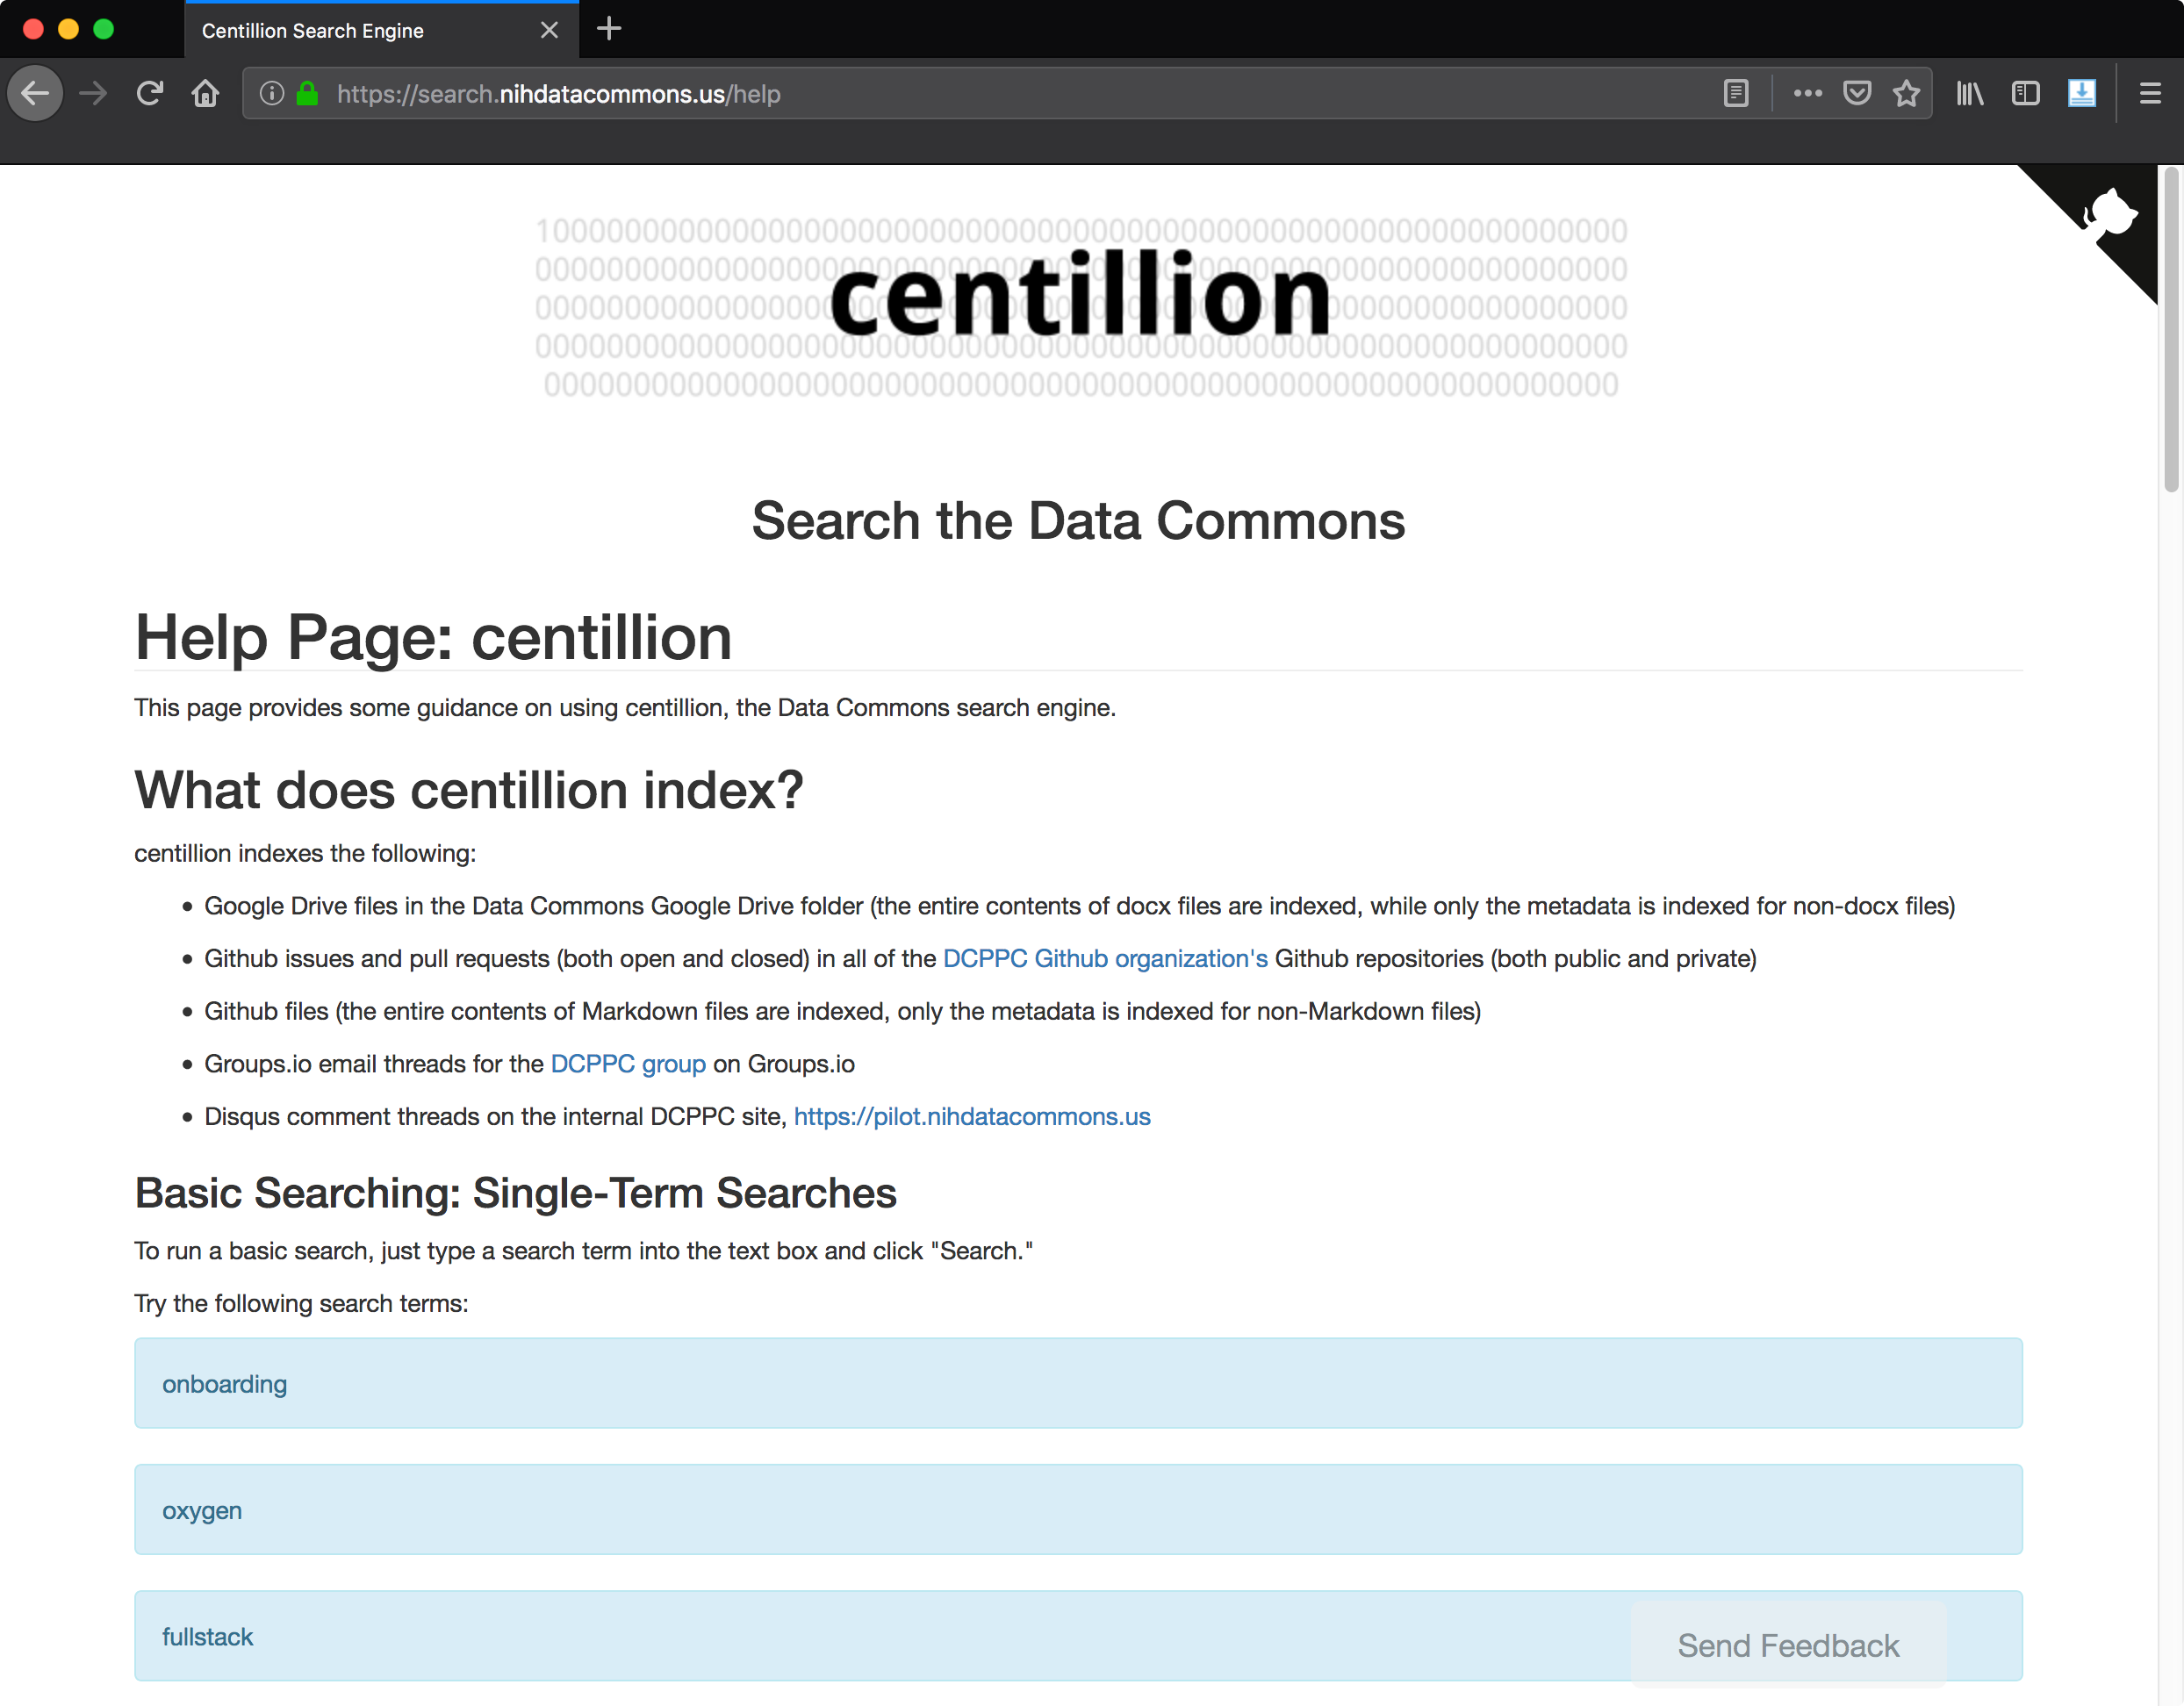 Centillion Search Engine
https://search.nihdatacommons.us/help
centillion
Search the Data Commons
Help Page: centillion
This page provides some guidance on using centillion, the Data Commons search engine.
What does centillion index?
centillion indexes the following:
Google Drive files in the Data Commons Google Drive folder (the entire contents of docx files are indexed, while only the metadata is indexed for non-docx files)
Github issues and pull requests (both open and closed) in all of the DCPPC Github organization's Github repositories (both public and private)
Github files (the entire contents of Markdown files are indexed, only the metadata is indexed for non-Markdown files)
Groups.io email threads for the DCPPC group on Groups.io
Disqus comment threads on the internal DCPPC site, https://pilot.nihdatacommons.us
Basic Searching: Single-Term Searches
To run a basic search, just type a search term into the text box and click "Search."
Try the following search terms:
onboarding
oxygen
fullstack
Send Feedback